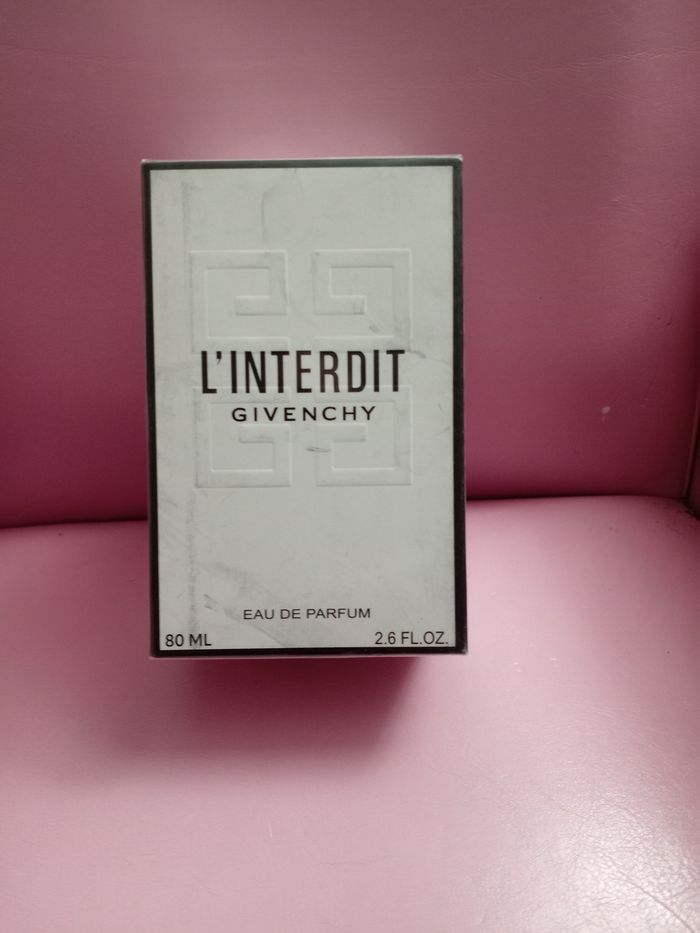 L'INTERDIT
GIVENCHY
EAU DE PARFUM
80 ML 2.6 FL.OZ.